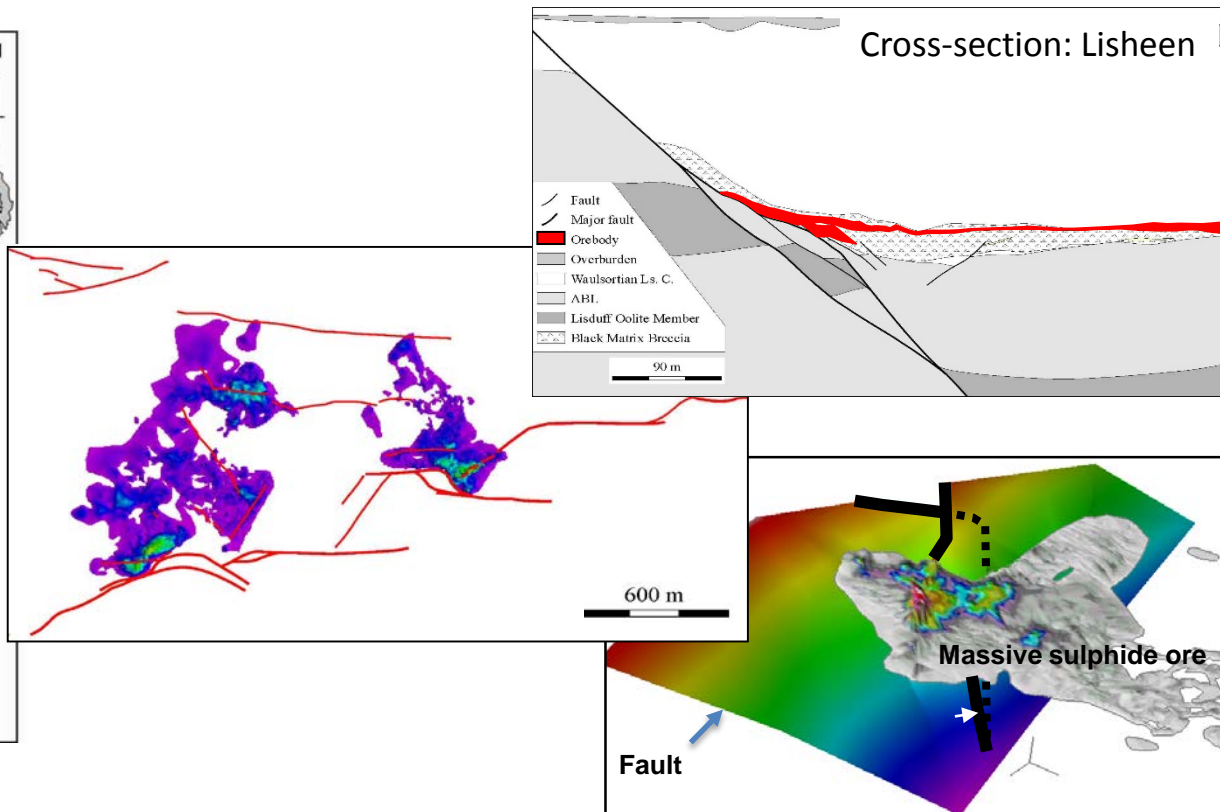 Cross-section: Lisheen
Fault
Major fault
Orebody
Overburden
Waulsortian Ls. C.
ABL
Lisduff Oolite Member
Black Matrix Breccia
90 m
600 m
Massive sulphide ore
Fault